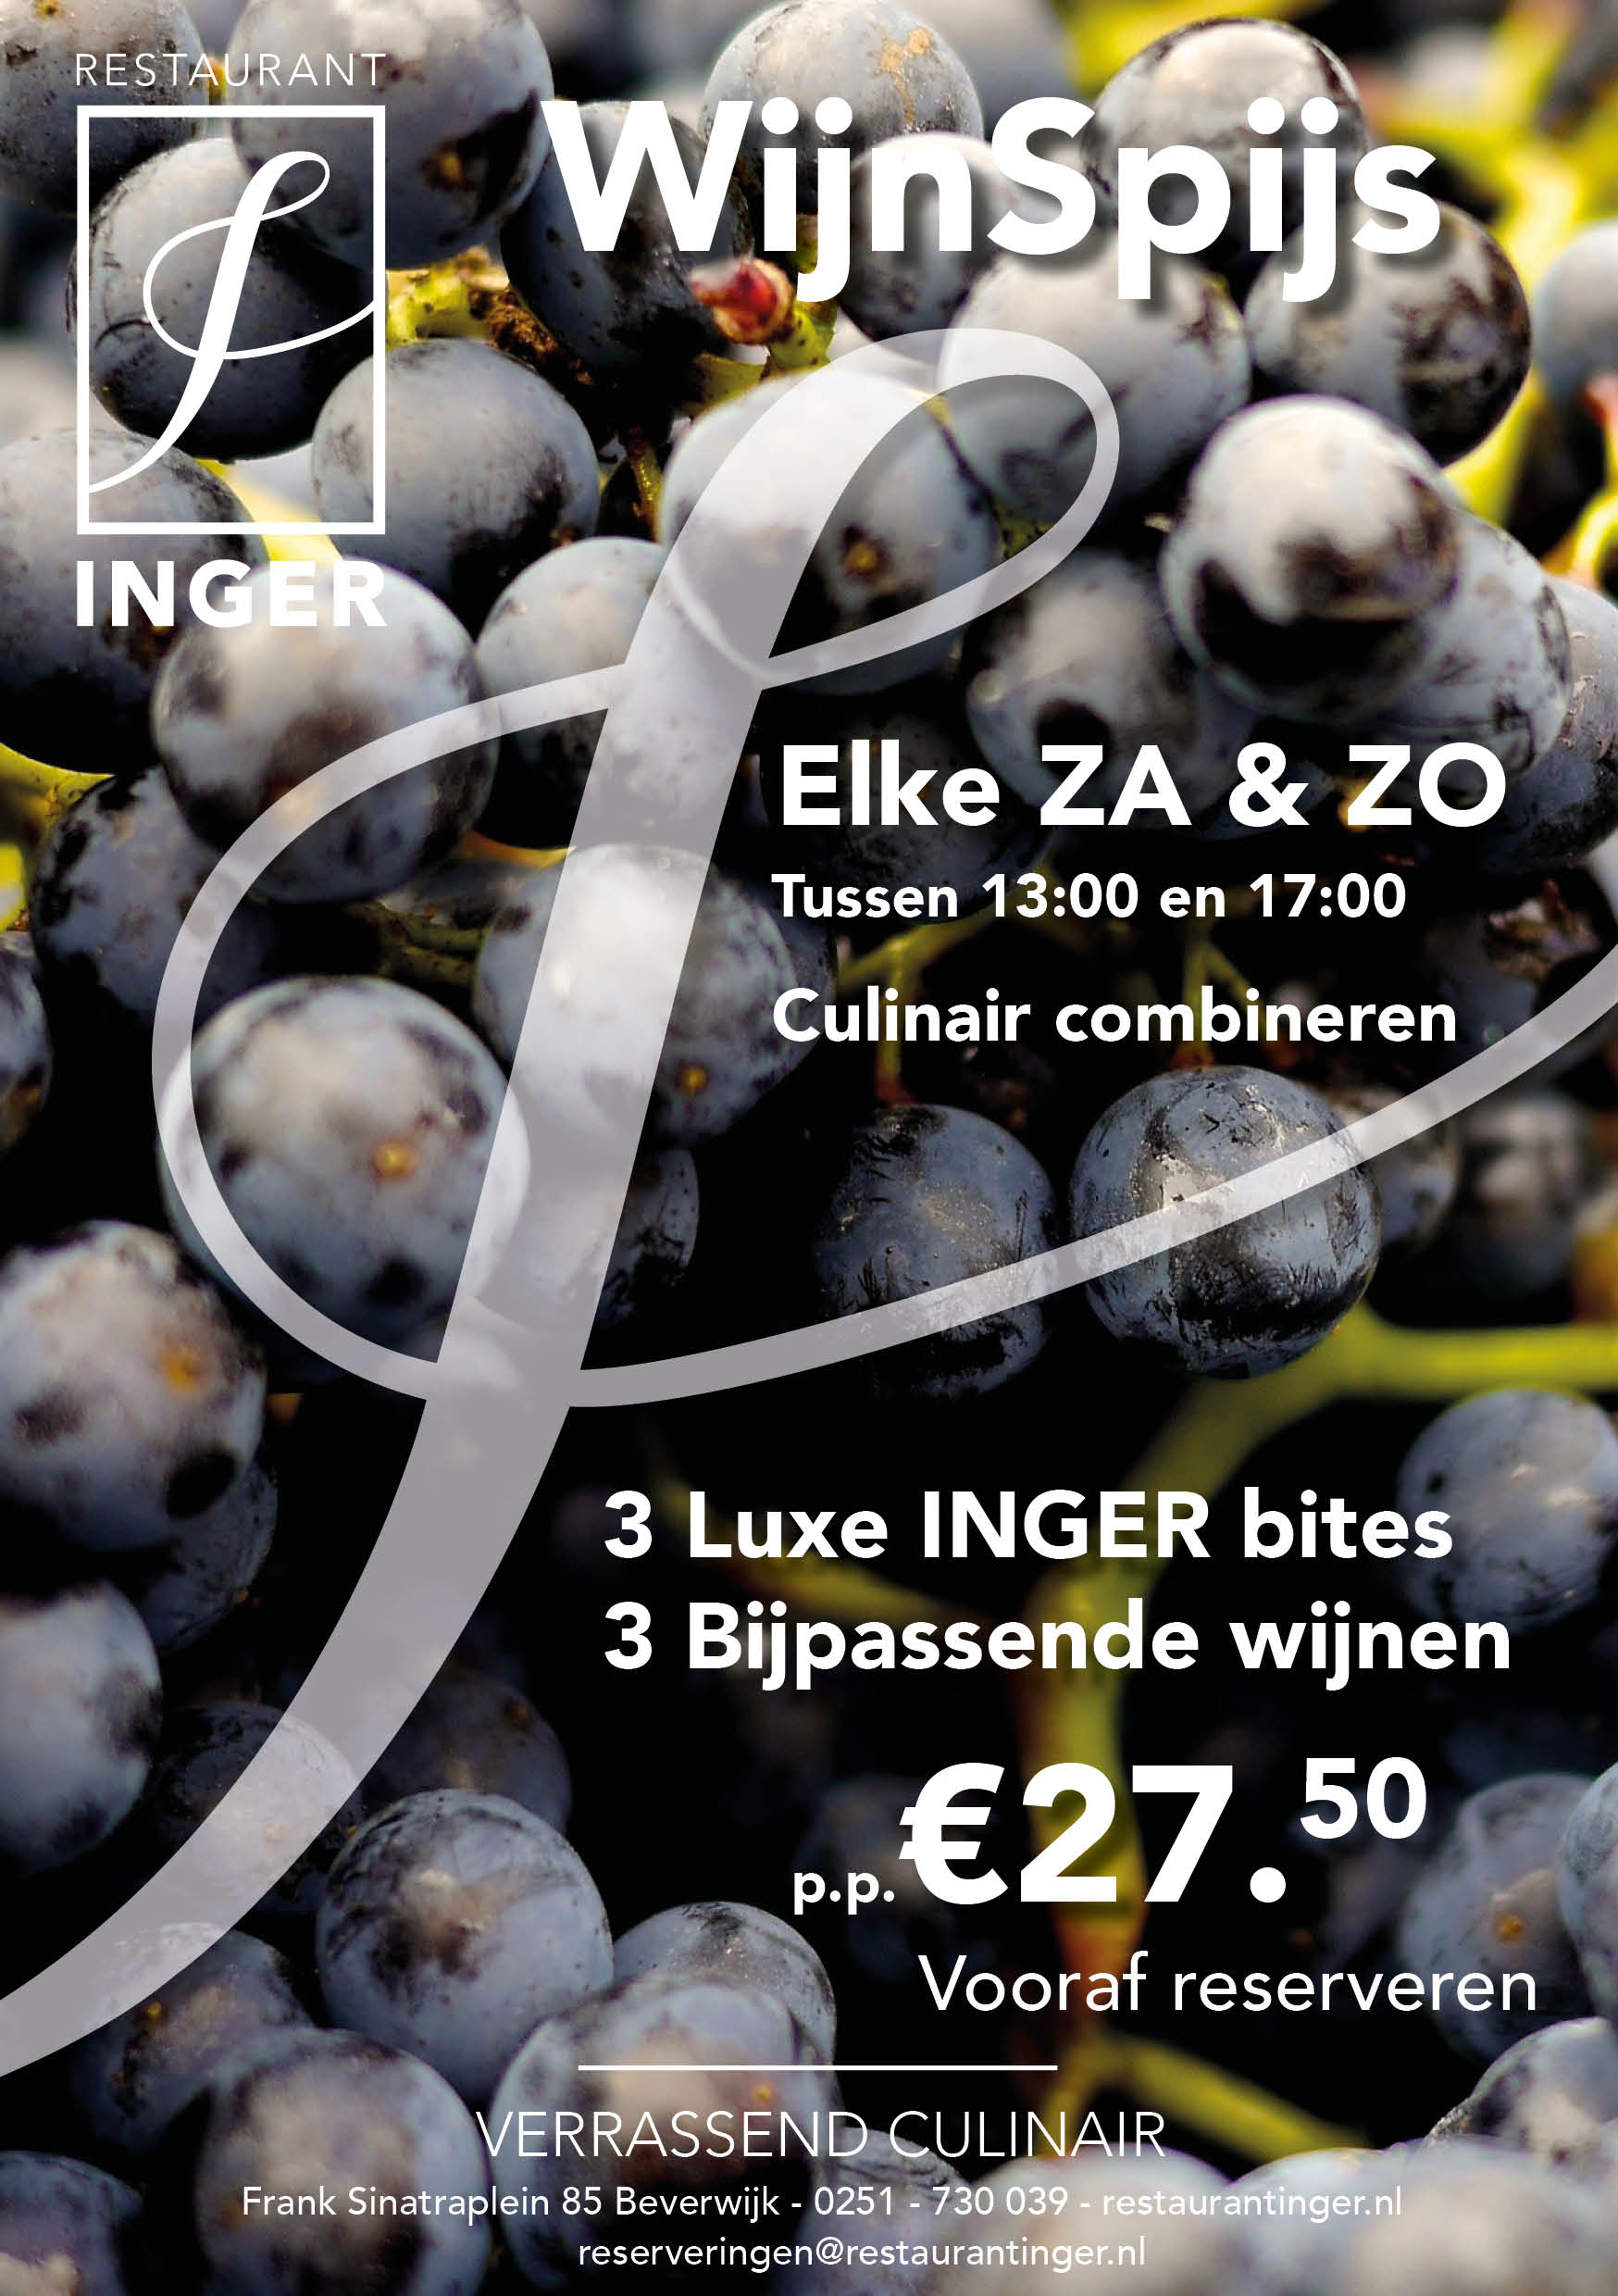 RESTAURANT
INGER
WijnSpijs
Elke ZA & ZO
Tussen 13:00 en 17:00
Culinair combineren
3 Luxe INGER bites
3 Bijpassende wijnen
p.p. €27.50
Vooraf reserveren
VERRASSEND CULINAIR
Frank Sinatraplein 85 Beverwijk - 0251 - 730 039 - restaurantinger.nl
reserveringen@restaurantinger.nl